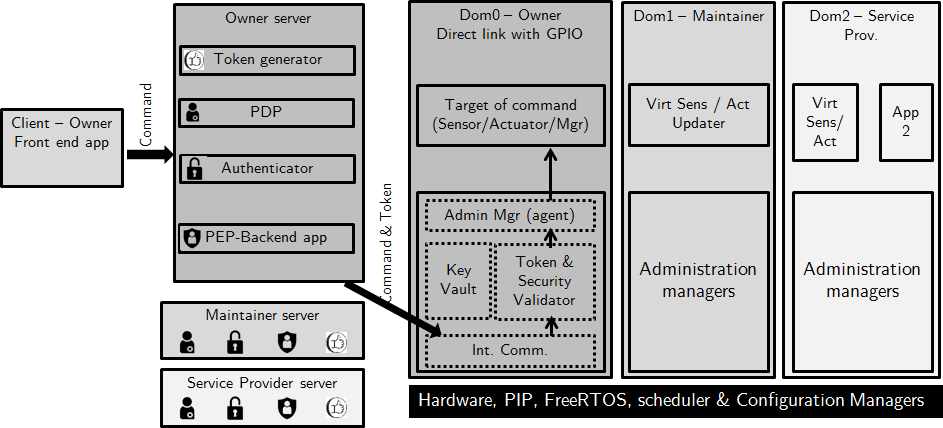 Client – Owner
Front end app
Command
Owner server
Token generator
PDP
Authenticator
PEP-Backend app
Maintainer server
Service Provider server
Command & Token
Dom0 – Owner
Direct link with GPIO
Target of command
(Sensor/Actuator/Mgr)
Admin Mgr (agent)
Key
Vault
Token &
Security
Validator
Int. Comm.
Dom1 – Maintainer
Virt Sens / Act
Updater
Administration
managers
Dom2 – Service
Prov.
Virt
Sens/
Act
App
2
Administration
managers
Hardware, PIP, FreeRTOS, scheduler & Configuration Managers